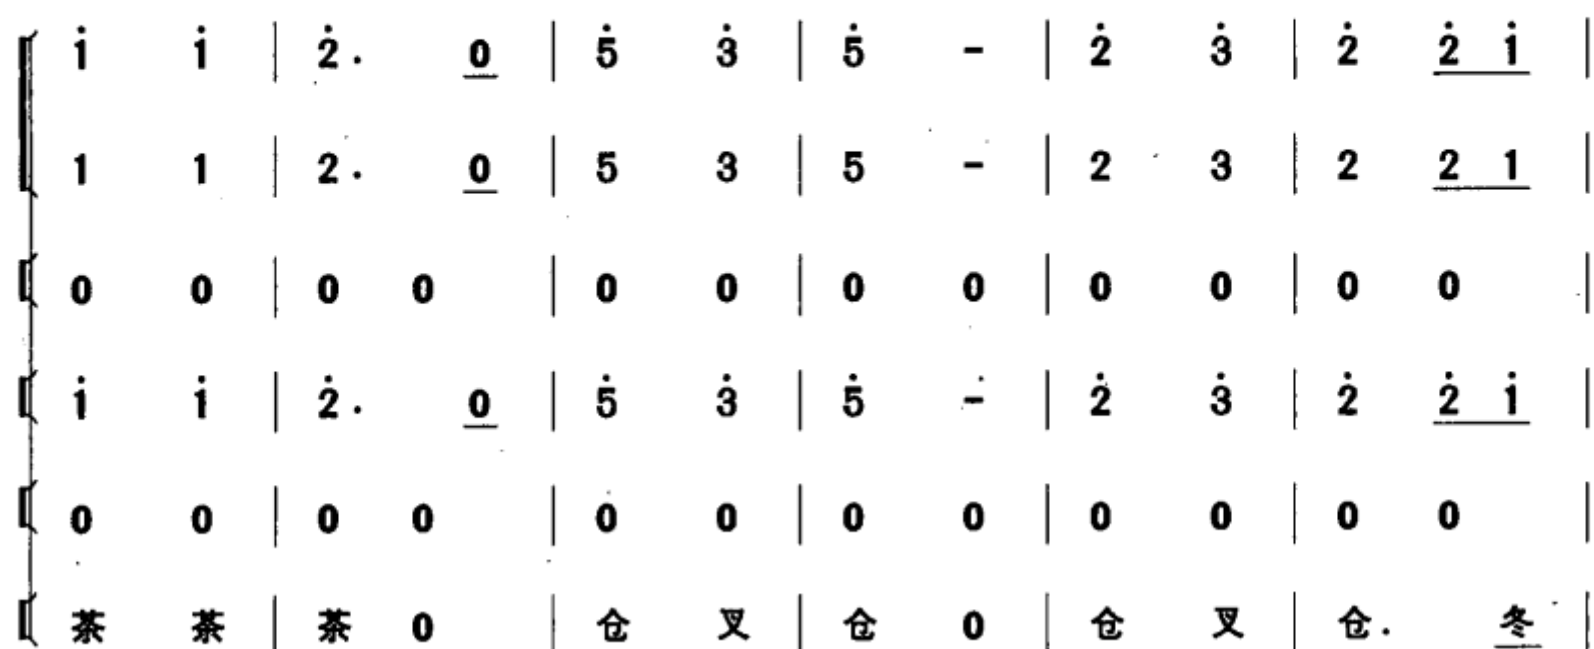 i i | 2̇. 0 | 5̇ 3̇ | 5̇ - | 2̇ 3̇ | 2̇ 2̇ i |
1 1 | 2. 0 | 5 3 | 5 - | 2 3 | 2 2 1 |
0 0 | 0 0 | 0 0 | 0 0 | 0 0 | 0 0 |
i i | 2̇. 0 | 5̇ 3̇ | 5̇ - | 2̇ 3̇ | 2̇ 2̇ i |
0 0 | 0 0 | 0 0 | 0 0 | 0 0 | 0 0 |
茶 茶 | 茶 0 | 仓 叉 | 仓 0 | 仓 叉 | 仓. 冬 |